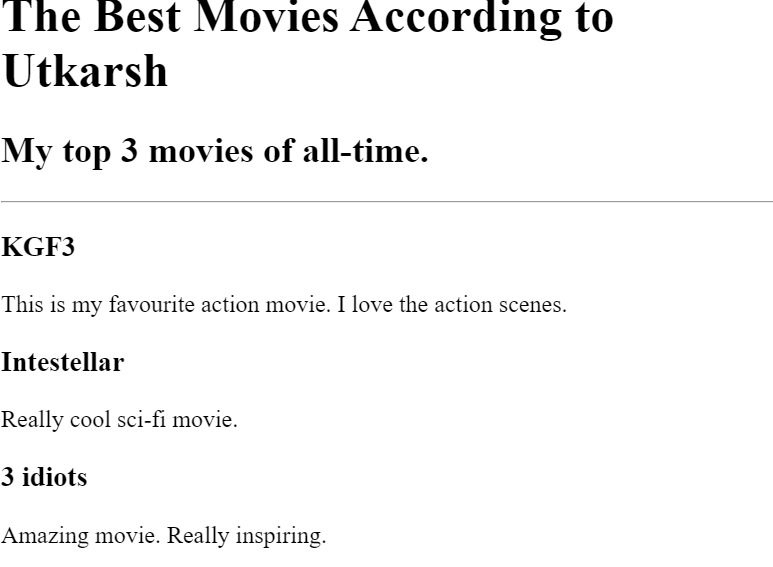 The Best Movies According to
Utkarsh
My top 3 movies of all-time.
KGF3
This is my favourite action movie. I love the action scenes.
Intestellar
Really cool sci-fi movie.
3 idiots
Amazing movie. Really inspiring.